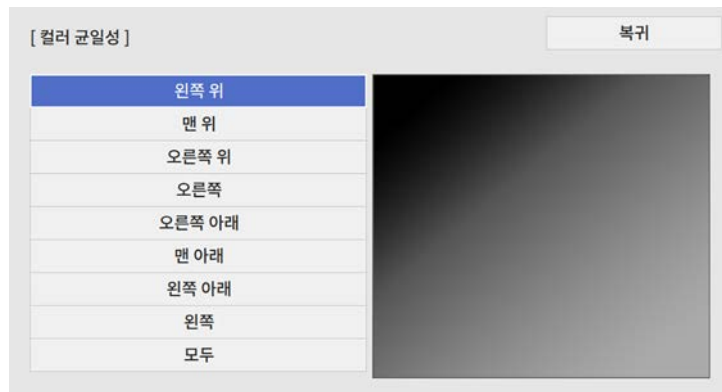 [ 컬러 균일성 ]
복귀
왼쪽 위
맨 위
오른쪽 위
오른쪽
오른쪽 아래
맨 아래
왼쪽 아래
왼쪽
모두